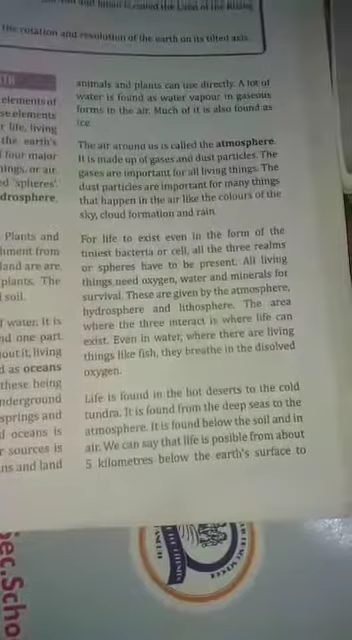 and Japan is called the Land of the Rising
the rotation and revolution of the earth on its tilted axis.
elements of
se elements
r life, living
the earth's
four major
nings, or air.
ed 'spheres'.
drosphere,
Plants and
hment from
land are are
plants. The
soil.
f water. It is
nd one part
out it, living
d as oceans
these being
nderground
springs and
d oceans is
r sources is
ns and land
animals and plants can use directly. A lot of
water is found as water vapour in gaseous
forms in the air. Much of it is also found as
ice.
The air around us is called the atmosphere.
It is made up of gases and dust particles. The
gases are important for all living things. The
dust particles are important for many things
that happen in the air like the colours of the
sky, cloud formation and rain.
For life to exist even in the form of the
tiniest bacteria or cell, all the three realms
or spheres have to be present. All living
things need oxygen, water and minerals for
survival. These are given by the atmosphere,
hydrosphere and lithosphere. The area
where the three interact is where life can
exist. Even in water, where there are living
things like fish, they breathe in the disolved
oxygen.
Life is found in the hot deserts to the cold
tundra. It is found from the deep seas to the
atmosphere. It is found below the soil and in
air. We can say that life is posible from about
5 kilometres below the earth's surface to
ec.Scho